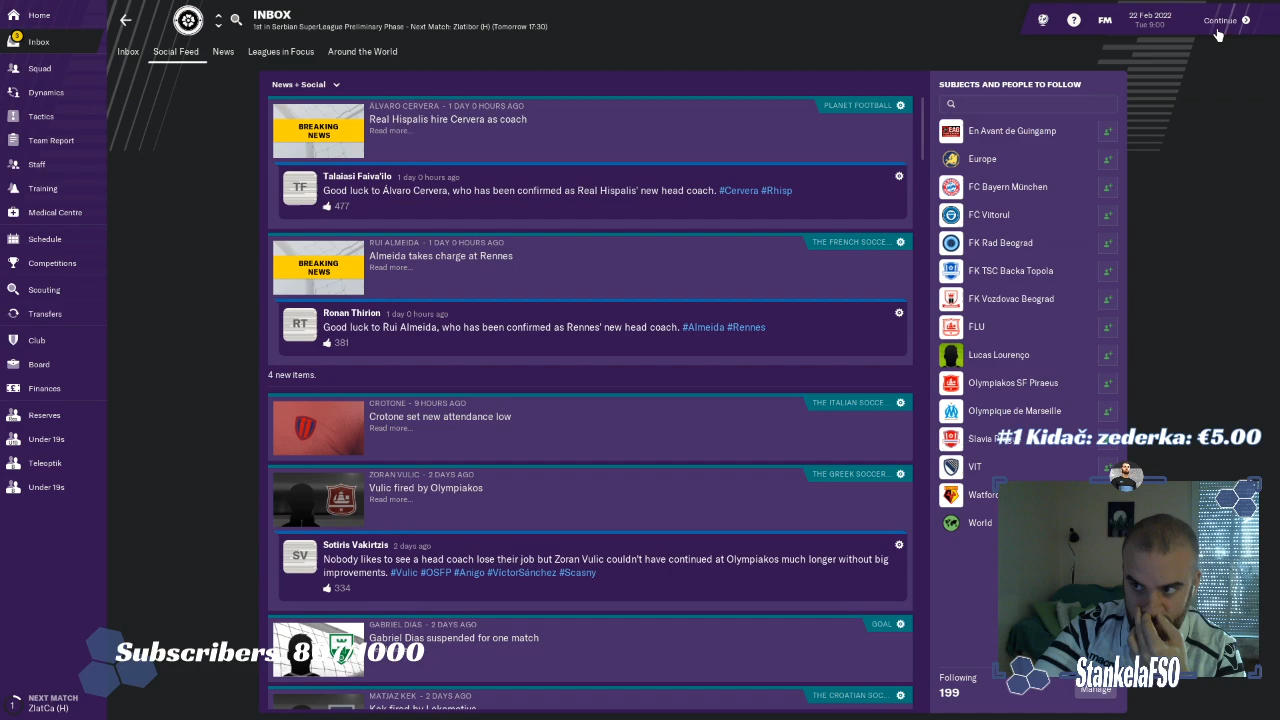 Home
INBOX
1st in Serbian SuperLeague Preliminary Phase - Next Match: Zlatibor (H) (Tomorrow 17:30)
FM
22 Feb 2022
Tue 9:00
Continue
3
Inbox
Inbox
Social Feed
News
Leagues in Focus
Around the World
Squad
Dynamics
Tactics
Team Report
Staff
Training
Medical Centre
Schedule
Competitions
Scouting
Transfers
Club
Board
Finances
Reserves
Under 19s
Teleoptik
Under 19s
1
NEXT MATCH
ZlatCa (H)
News + Social
ÁLVARO CERVERA - 1 DAY 0 HOURS AGO
PLANET FOOTBALL
BREAKING
NEWS
Real Hispalis hire Cervera as coach
Read more...
TF
Talaiasi Faiva'ilo 1 day 0 hours ago
Good luck to Álvaro Cervera, who has been confirmed as Real Hispalis' new head coach. #Cervera #Rhisp
477
RUI ALMEIDA - 1 DAY 0 HOURS AGO
THE FRENCH SOCCE...
BREAKING
NEWS
Almeida takes charge at Rennes
Read more...
RT
Ronan Thirion 1 day 0 hours ago
Good luck to Rui Almeida, who has been confirmed as Rennes' new head coach. #Almeida #Rennes
381
4 new items.
CROTONE - 9 HOURS AGO
THE ITALIAN SOCCE...
Crotone set new attendance low
Read more...
ZORAN VULIC - 2 DAYS AGO
THE GREEK SOCCER...
Vulic fired by Olympiakos
Read more...
SV
Sotiris Vakirtzis 2 days ago
Nobody likes to see a head coach lose their job but Zoran Vulic couldn't have continued at Olympiakos much longer without big
improvements. #Vulic #OSFP #Anigo #VíctorSánchez #Scasny
334
GABRIEL DIAS - 2 DAYS AGO
GOAL
Gabriel Dias suspended for one match
MATJAZ KEK - 2 DAYS AGO
THE CROATIAN SOC...
Kek fired by Lokomotiva
SUBJECTS AND PEOPLE TO FOLLOW
En Avant de Guingamp
Europe
FC Bayern München
FC Viitorul
FK Rad Beograd
FK TSC Backa Topola
FK Vozdovac Beograd
FLU
Lucas Lourenço
Olympiakos SF Piraeus
Olympique de Marseille
Slavia
VIT
Watford
World
Following
199
Manage
#1 Kidač: zederka: €5.00
Subscribers: /1000
StankelaFSO